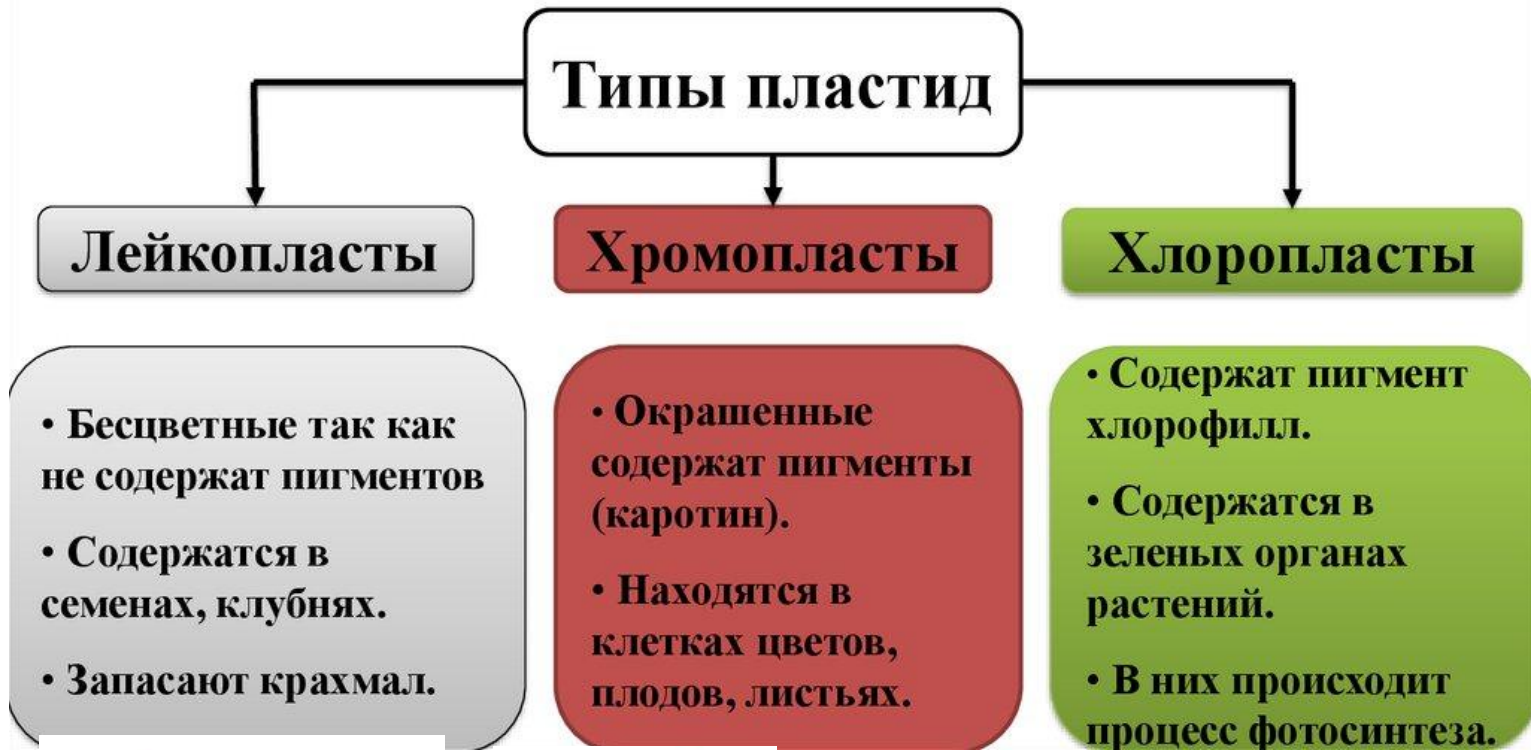 Типы пластид
Лейкопласты
Хромопласты
Хлоропласты
• Бесцветные так как
не содержат пигментов
• Содержатся в
семенах, клубнях.
• Запасают крахмал.
• Окрашенные
содержат пигменты
(каротин).
• Находятся в
клетках цветов,
плодов, листьях.
• Содержат пигмент
хлорофилл.
• Содержатся в
зеленых органах
растений.
• В них происходит
процесс фотосинтеза.